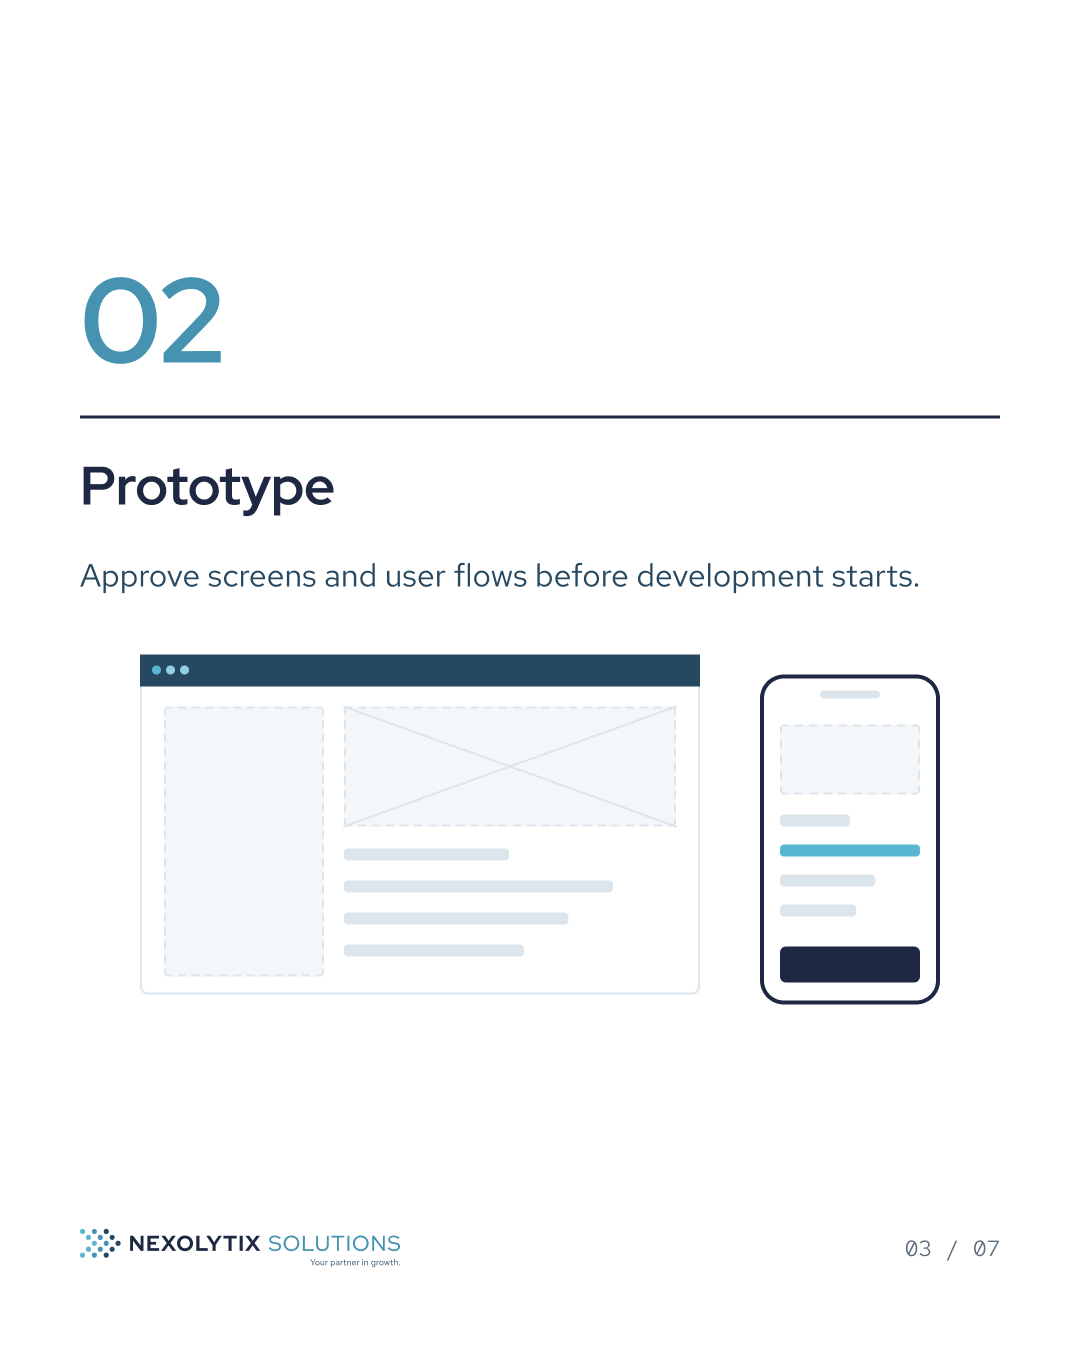 02
Prototype
Approve screens and user flows before development starts.
NEXOLYTIX SOLUTIONS
Your partner in growth.
03 / 07